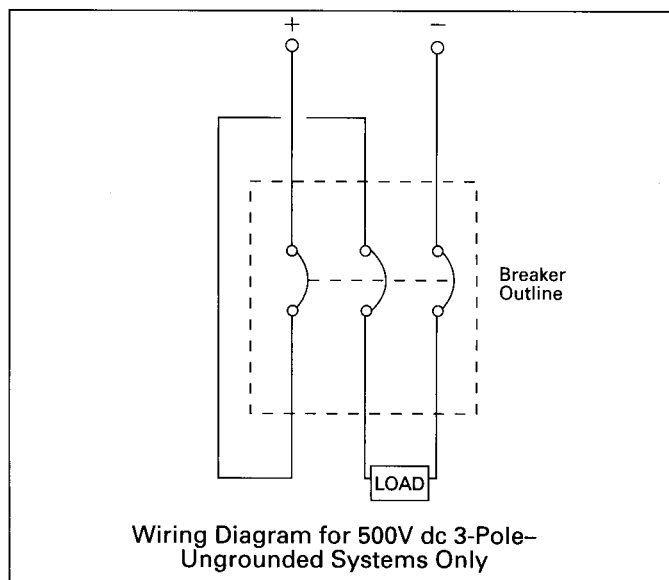 + −
Breaker
Outline
LOAD
Wiring Diagram for 500V dc 3-Pole–
Ungrounded Systems Only